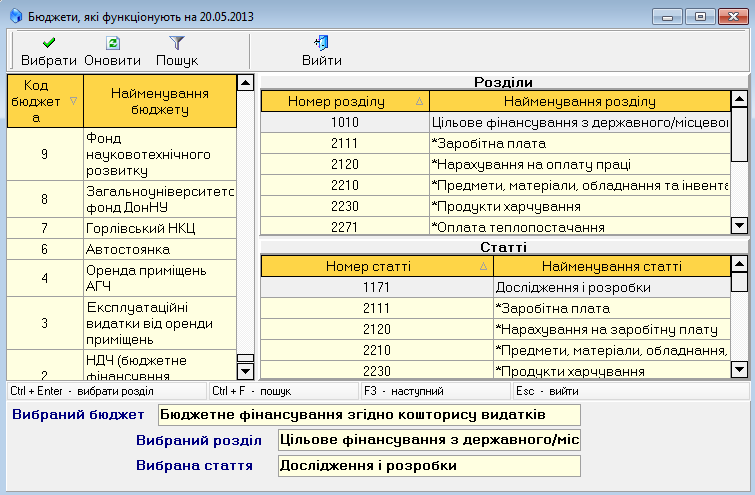 Бюджети, які функціонують на 20.05.2013
Вибрати Оновити Пошук Вийти
Код бюджет а
Найменування бюджету
9 Фонд науковотехнічного розвитку
8 Загальноуніверситетс фонд ДонНУ
7 Горлівський НКЦ
6 Автостоянка
4 Оренда приміщень АГЧ
3 Експлуатаційні видатки від оренди приміщень
2 НДЧ (бюджетне фінансування
Розділи
Номер розділу Найменування розділу
1010 Цільове фінансування з державного/місцевог
2111 *Заробітна плата
2120 *Нарахування на оплату праці
2210 *Предмети, матеріали, обладнання та інвента
2230 *Продукти харчування
2271 *Оплата теплопостачання
Статті
Номер статті Найменування статті
1171 Дослідження і розробки
2111 *Заробітна плата
2120 *Нарахування на заробітну плату
2210 *Предмети, матеріали, обладнання,
2230 *Продукти харчування
Ctrl + Enter - вибрати розділ Ctrl + F - пошук F3 - наступний Esc - вийти
Вибраний бюджет Бюджетне фінансування згідно кошторису видатків
Вибраний розділ Цільове фінансування з державного/міс
Вибрана стаття Дослідження і розробки